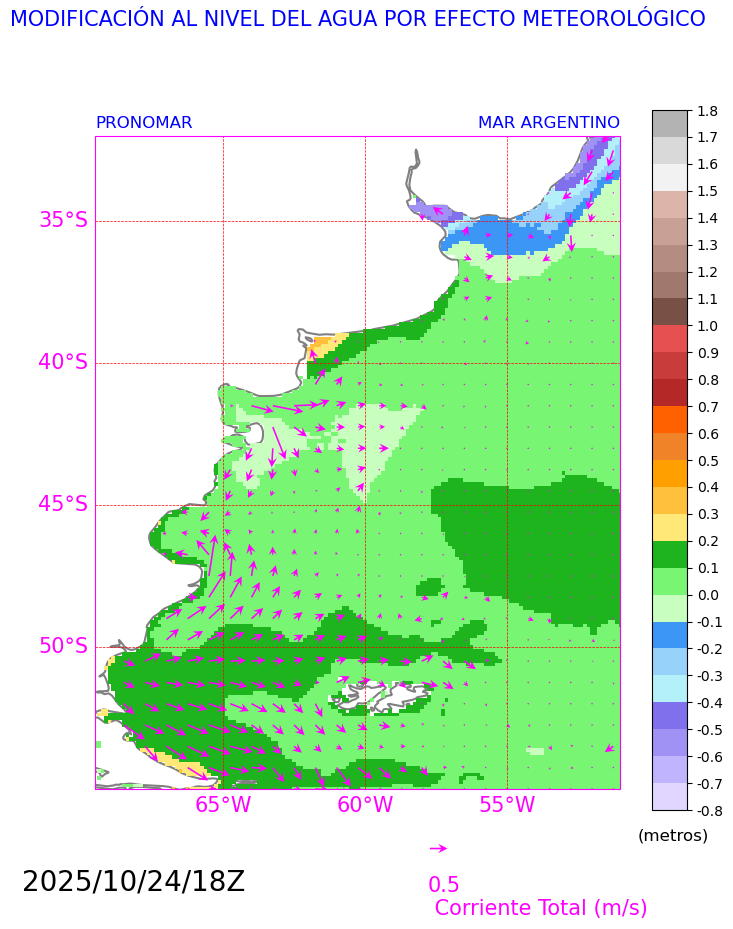 MODIFICACIÓN AL NIVEL DEL AGUA POR EFECTO METEOROLÓGICO
PRONOMAR MAR ARGENTINO
1.8
1.7
1.6
1.5
1.4
1.3
1.2
1.1
1.0
0.9
0.8
0.7
0.6
0.5
0.4
0.3
0.2
0.1
0.0
-0.1
-0.2
-0.3
-0.4
-0.5
-0.6
-0.7
-0.8
(metros)
35°S
40°S
45°S
50°S
65°W 60°W 55°W
2025/10/24/18Z
0.5
Corriente Total (m/s)